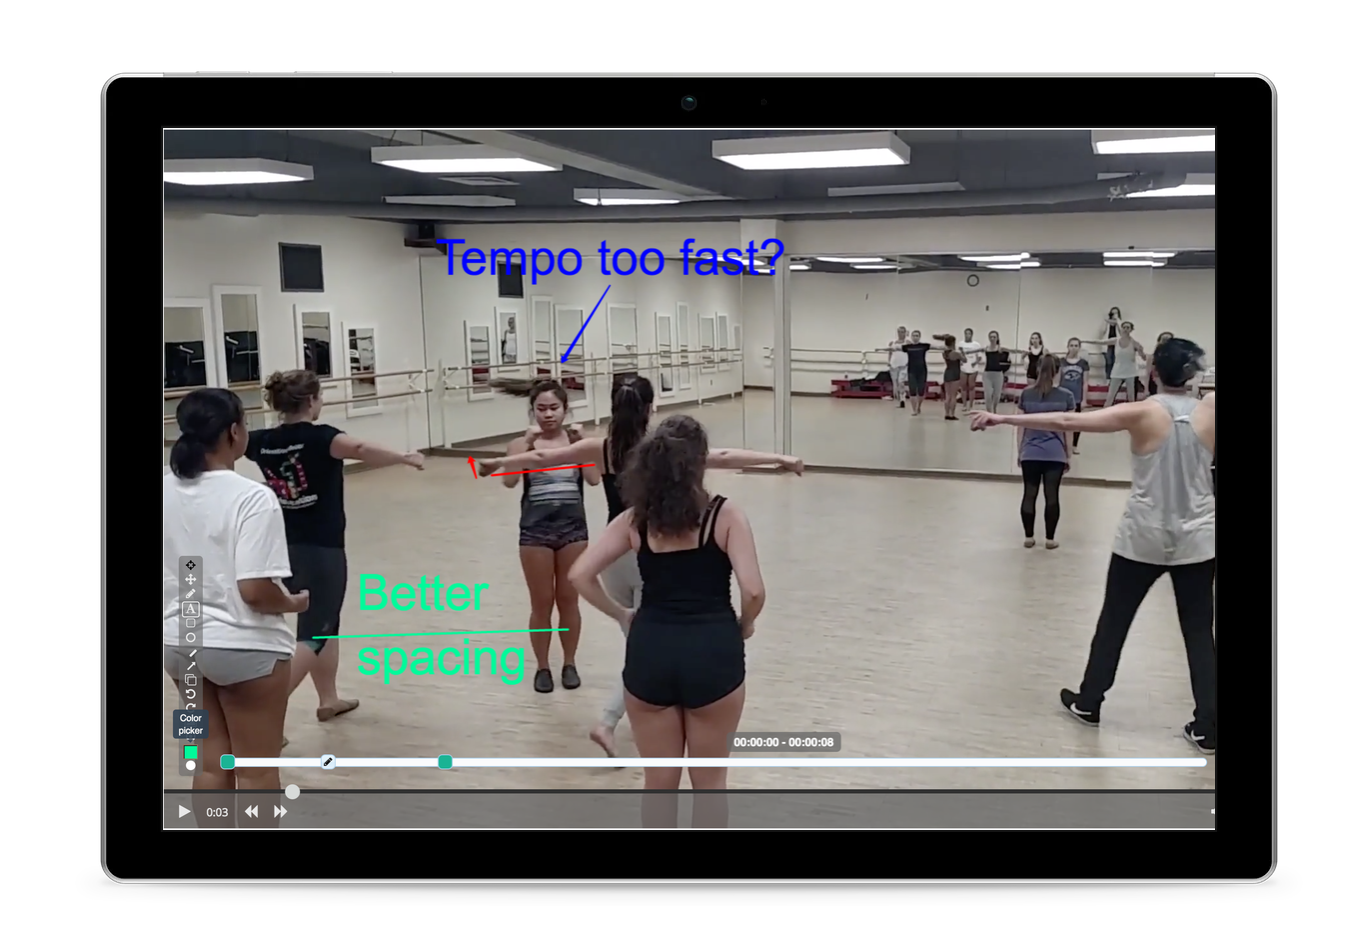 Tempo too fast?
Better
spacing
A
Color
picker
00:00:00 - 00:00:08
0:03